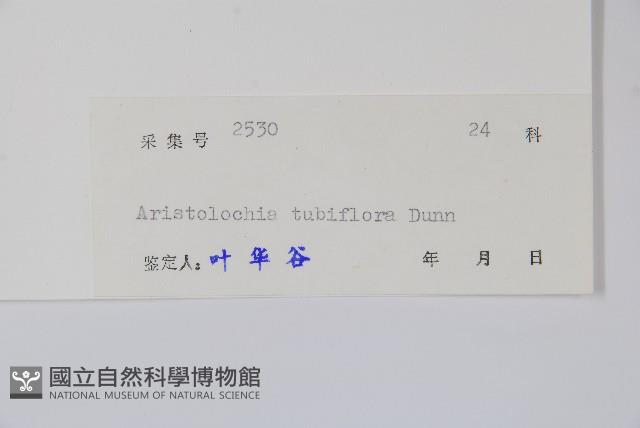 采集号 2530 24 科
Aristolochia tubiflora Dunn
鉴定人: 叶华谷 年 月 日
國立自然科學博物館
NATIONAL MUSEUM OF NATURAL SCIENCE